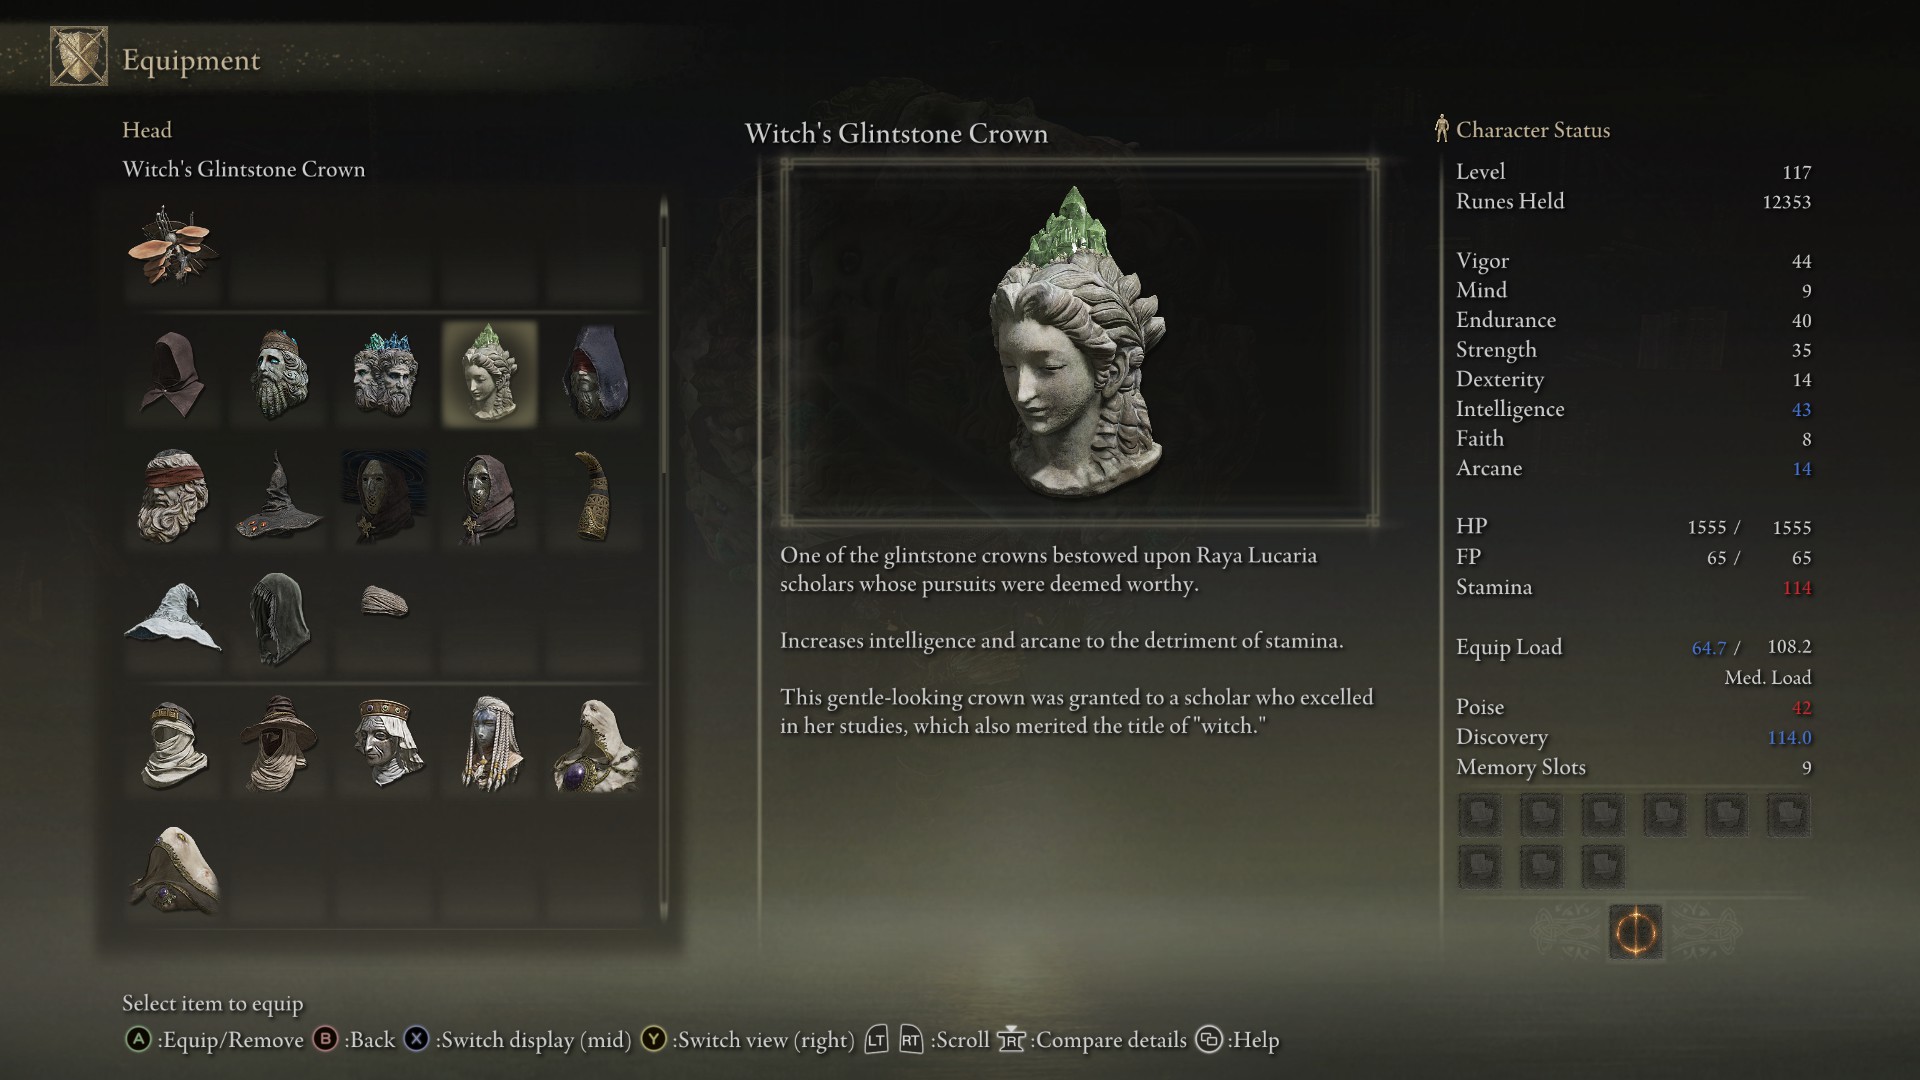 Equipment
Head
Witch's Glintstone Crown
Witch's Glintstone Crown
One of the glintstone crowns bestowed upon Raya Lucaria
scholars whose pursuits were deemed worthy.
Increases intelligence and arcane to the detriment of stamina.
This gentle-looking crown was granted to a scholar who excelled
in her studies, which also merited the title of "witch."
Character Status
Level 117
Runes Held 12353
Vigor 44
Mind 9
Endurance 40
Strength 35
Dexterity 14
Intelligence 43
Faith 8
Arcane 14
HP 1555 / 1555
FP 65 / 65
Stamina 114
Equip Load 64.7 / 108.2
Med. Load
Poise 42
Discovery 114.0
Memory Slots 9
Select item to equip
A :Equip/Remove B :Back X :Switch display (mid) Y :Switch view (right) LT RT :Scroll R :Compare details :Help